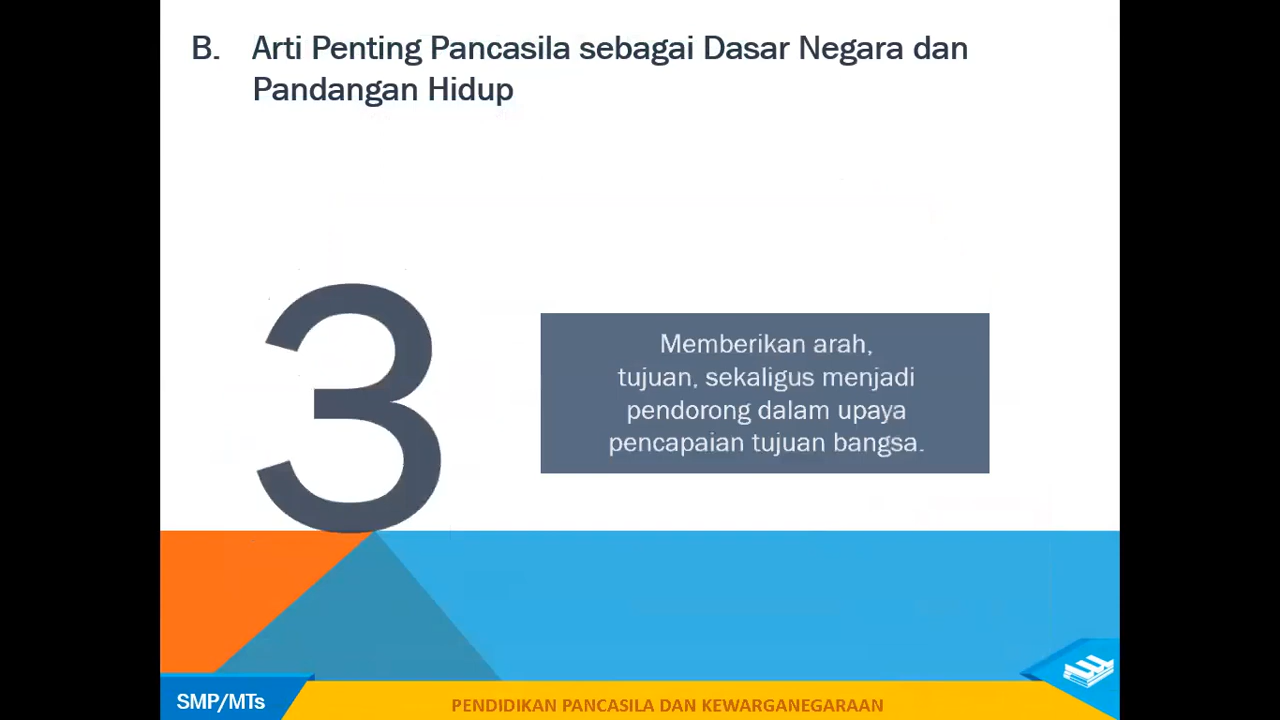 B. Arti Penting Pancasila sebagai Dasar Negara dan
Pandangan Hidup
3
Memberikan arah,
tujuan, sekaligus menjadi
pendorong dalam upaya
pencapaian tujuan bangsa.
SMP/MTs
PENDIDIKAN PANCASILA DAN KEWARGANEGARAAN